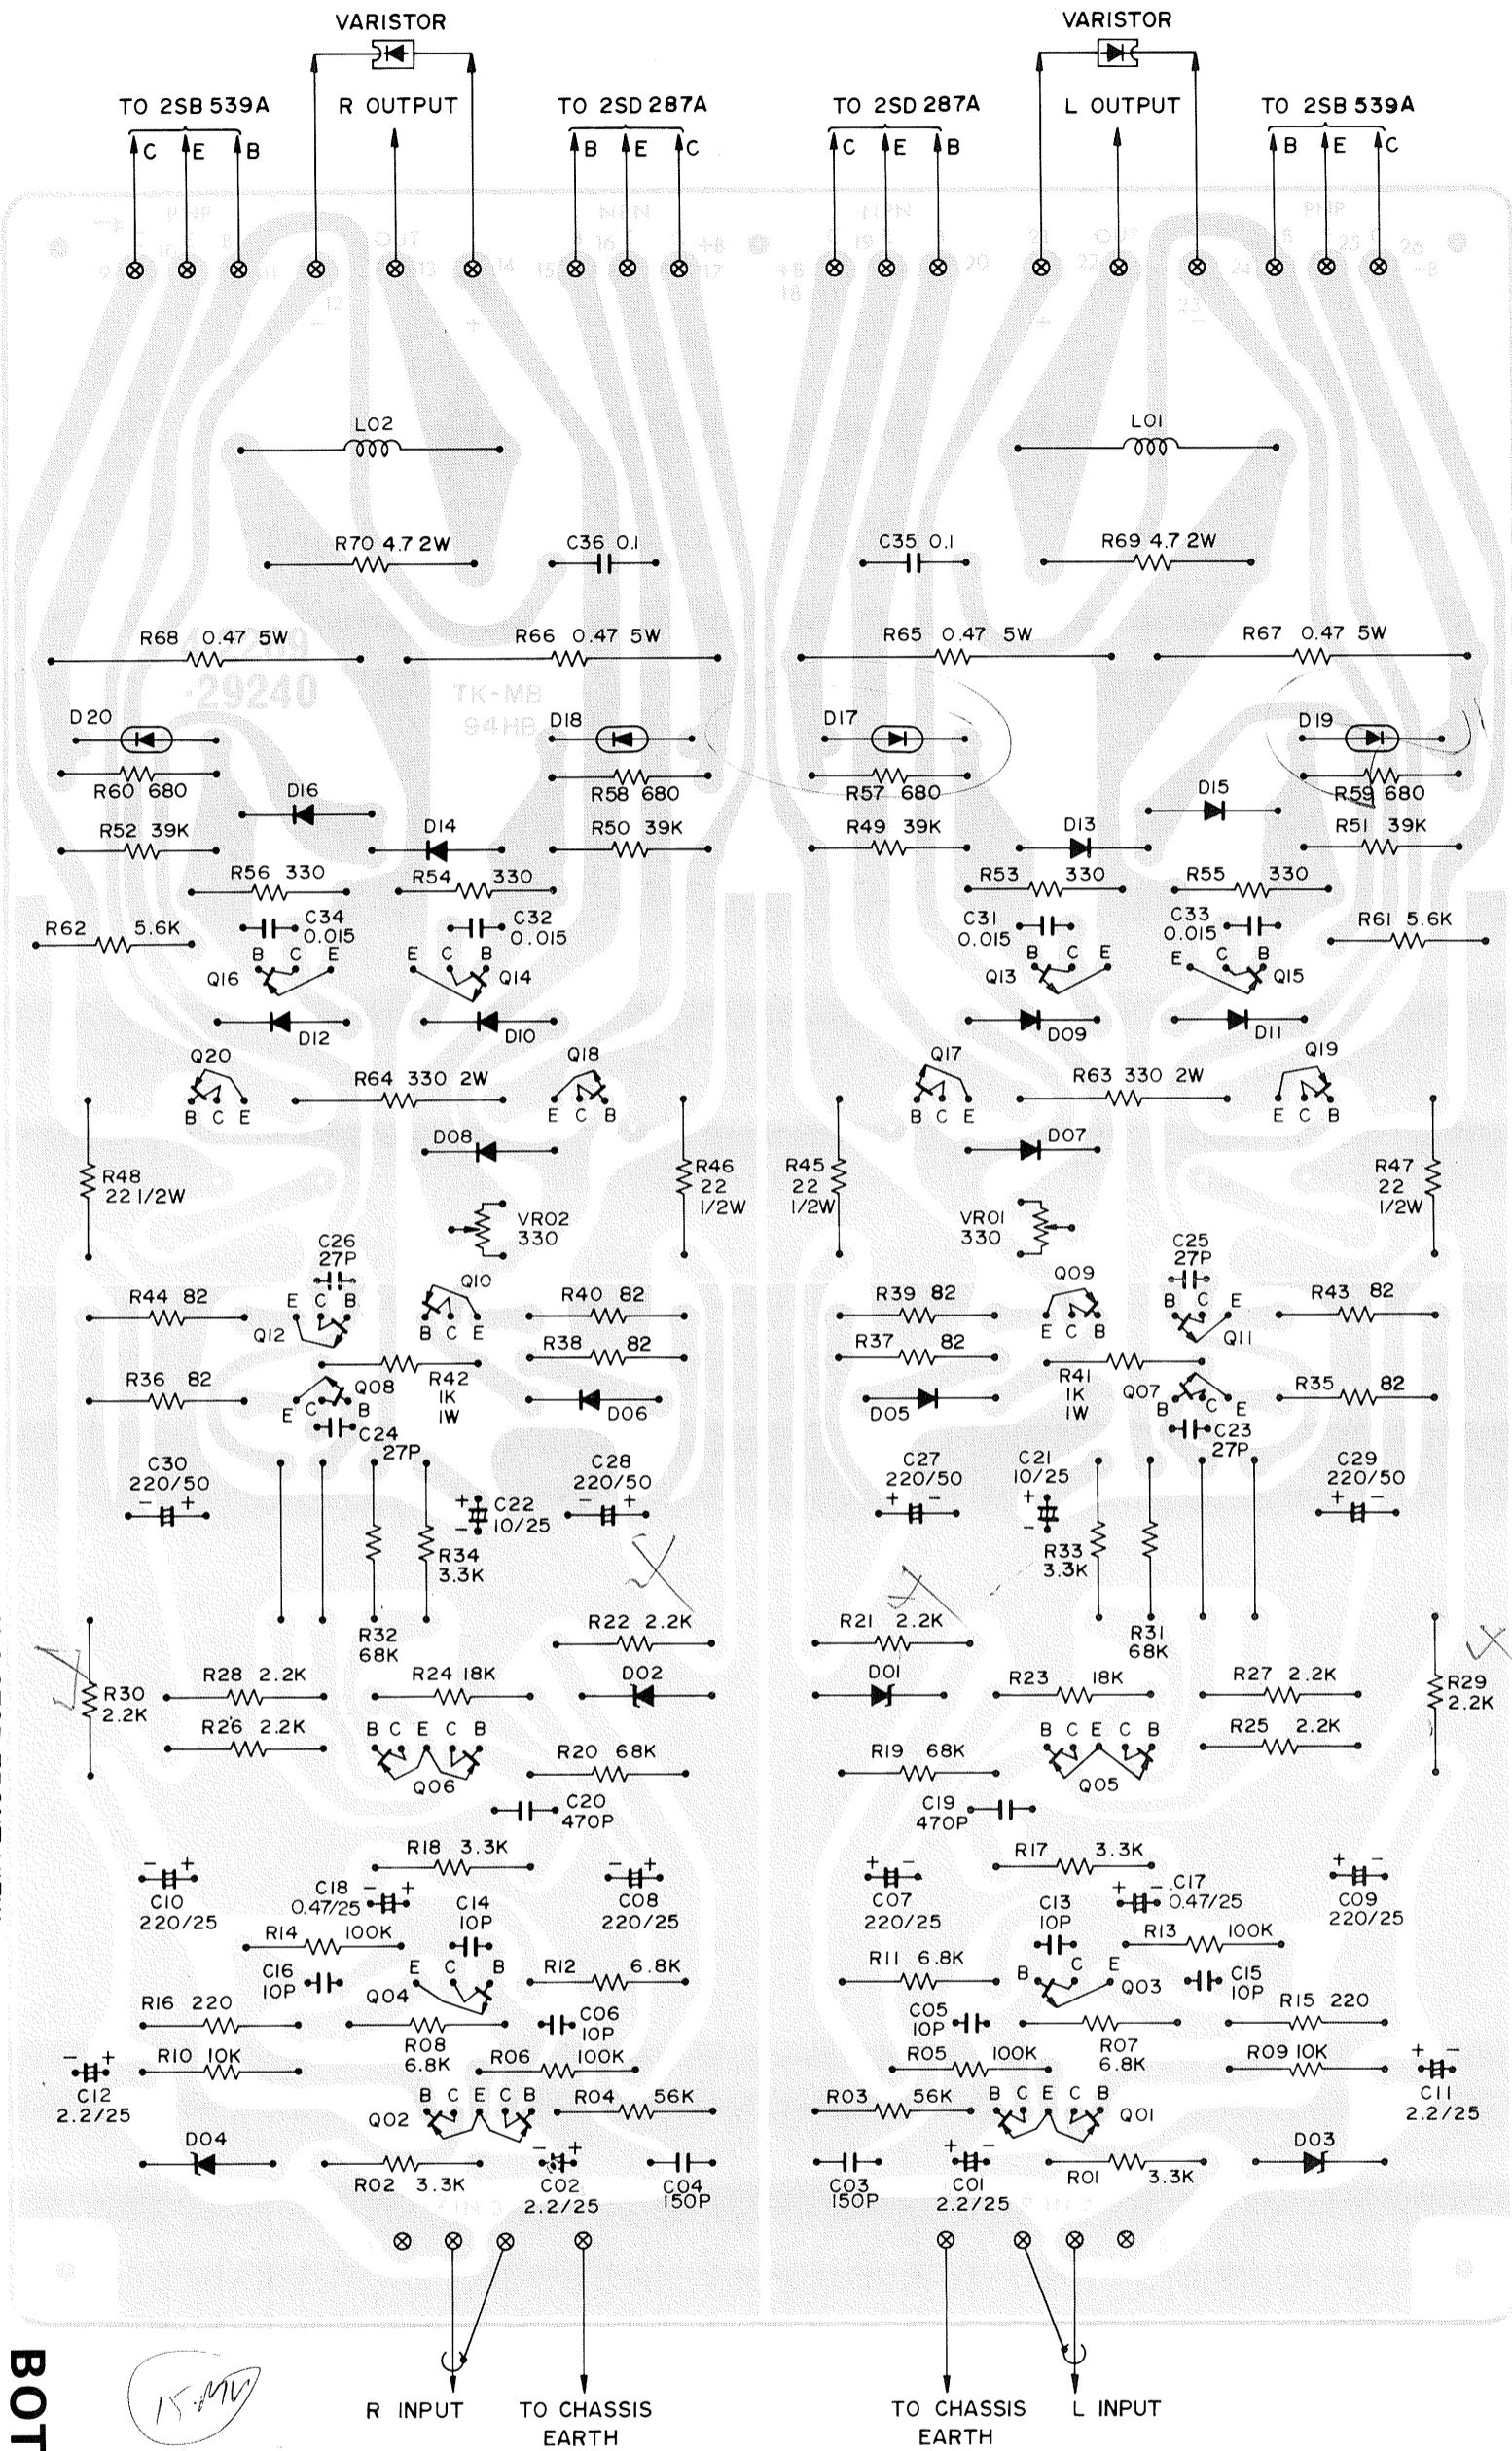 VARISTOR VARISTOR
TO 2SB 539A R OUTPUT TO 2SD 287A TO 2SD 287A L OUTPUT TO 2SB 539A
C E B B E C C E B B E C
PNP OUT NPN NPN OUT PNP
L02 L01
R70 4.7 2W C36 0.1 C35 0.1 R69 4.7 2W
R68 0.47 5W R66 0.47 5W R65 0.47 5W R67 0.47 5W
-29240 TK-MB
94HB
D20 D18 D17 D19
R60 680 D16 R58 680 R57 680 D15 R59 680
R52 39K D14 R50 39K R49 39K D13 R51 39K
R56 330 R54 330 R53 330 R55 330
R62 5.6K C34 0.015 C32 0.015 C31 0.015 C33 0.015 R61 5.6K
B C E E C B B C E E C B
Q16 Q14 Q13 Q15
D12 D10 D09 D11
Q20 Q18 Q17 Q19
R64 330 2W R63 330 2W
B C E E C B B C E E C B
D08 D07
R48 22 1/2W R46 22 1/2W R45 22 1/2W R47 22 1/2W
VR02 330 VR01 330
C26 27P C25 27P
Q10 Q09
R44 82 E C B R40 82 R39 82 B C E R43 82
Q12 B C E E C B Q11
R38 82 R37 82
R36 82 Q08 R42 1K 1W D06 D05 R41 1K 1W Q07 R35 82
E C B B C E
C24 27P C23 27P
C30 220/50 C28 220/50 C27 220/50 C21 10/25 C29 220/50
- + + C22 - + + - + + -
- 10/25 -
R34 3.3K R33 3.3K
R32 68K R22 2.2K R21 2.2K R31 68K
R30 2.2K R28 2.2K R24 18K D02 D01 R23 18K R27 2.2K R29 2.2K
R26 2.2K B C E C B B C E C B R25 2.2K
Q06 R20 68K R19 68K Q05
C20 470P C19 470P
R18 3.3K R17 3.3K
- + - + + - + -
C10 220/25 C18 0.47/25 - + C14 10P C08 220/25 C07 220/25 C13 10P + - C17 0.47/25 C09 220/25
R14 100K R13 100K
C16 10P E C B R12 6.8K R11 6.8K B C E C15 10P
Q04 Q03
R16 220 C06 10P C05 10P R15 220
R08 6.8K R07 6.8K
- + R10 10K R06 100K R05 100K R09 10K + -
C12 2.2/25 C11 2.2/25
B C E C B R04 56K R03 56K B C E C B
Q02 Q01
D04 - + + - D03
R02 3.3K C02 2.2/25 C04 150P C03 150P C01 2.2/25 R01 3.3K
R INPUT TO CHASSIS EARTH TO CHASSIS EARTH L INPUT
BOT